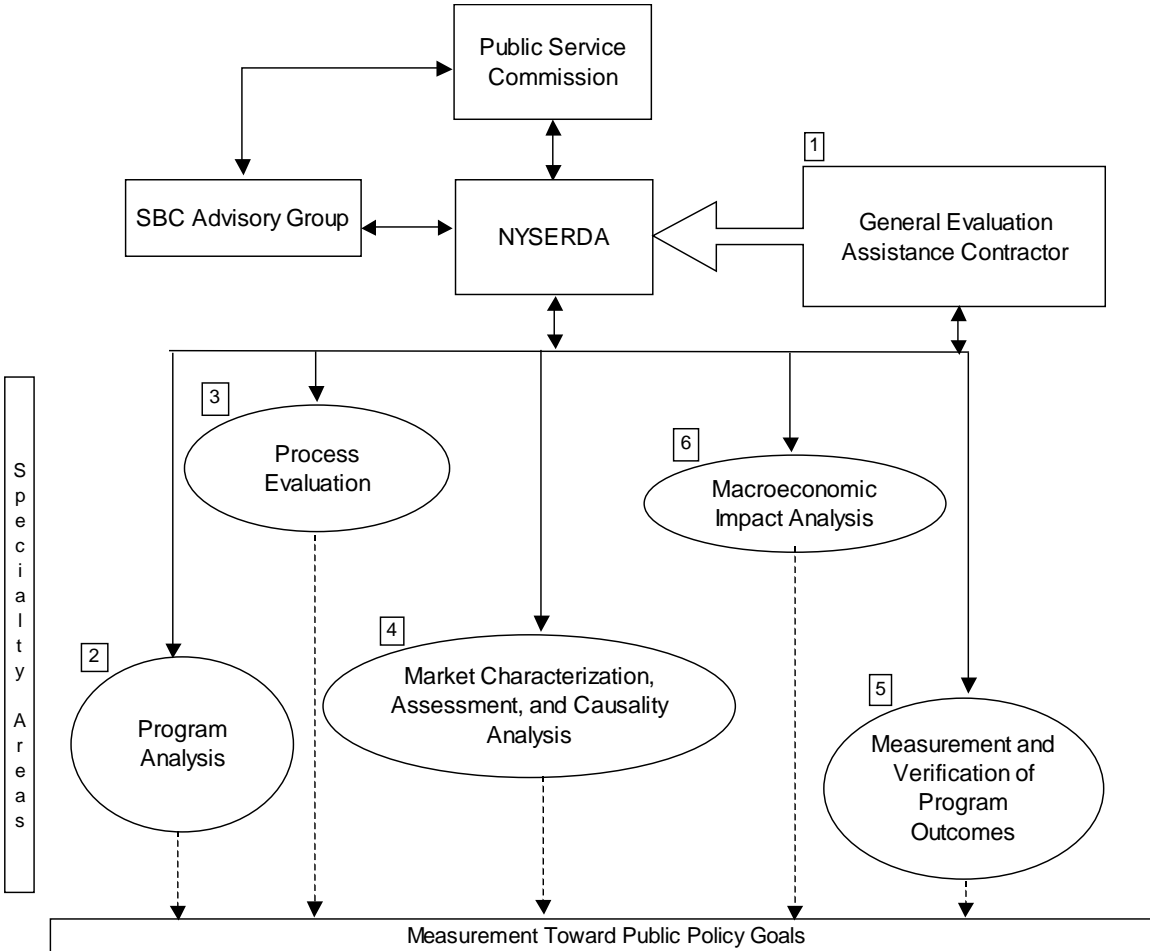 Public Service
Commission
1
SBC Advisory Group
NYSERDA
General Evaluation
Assistance Contractor
3
Process
Evaluation
6
Macroeconomic
Impact Analysis
Specialty Areas
2
Program
Analysis
4
Market Characterization,
Assessment, and Causality
Analysis
5
Measurement and
Verification of
Program
Outcomes
Measurement Toward Public Policy Goals